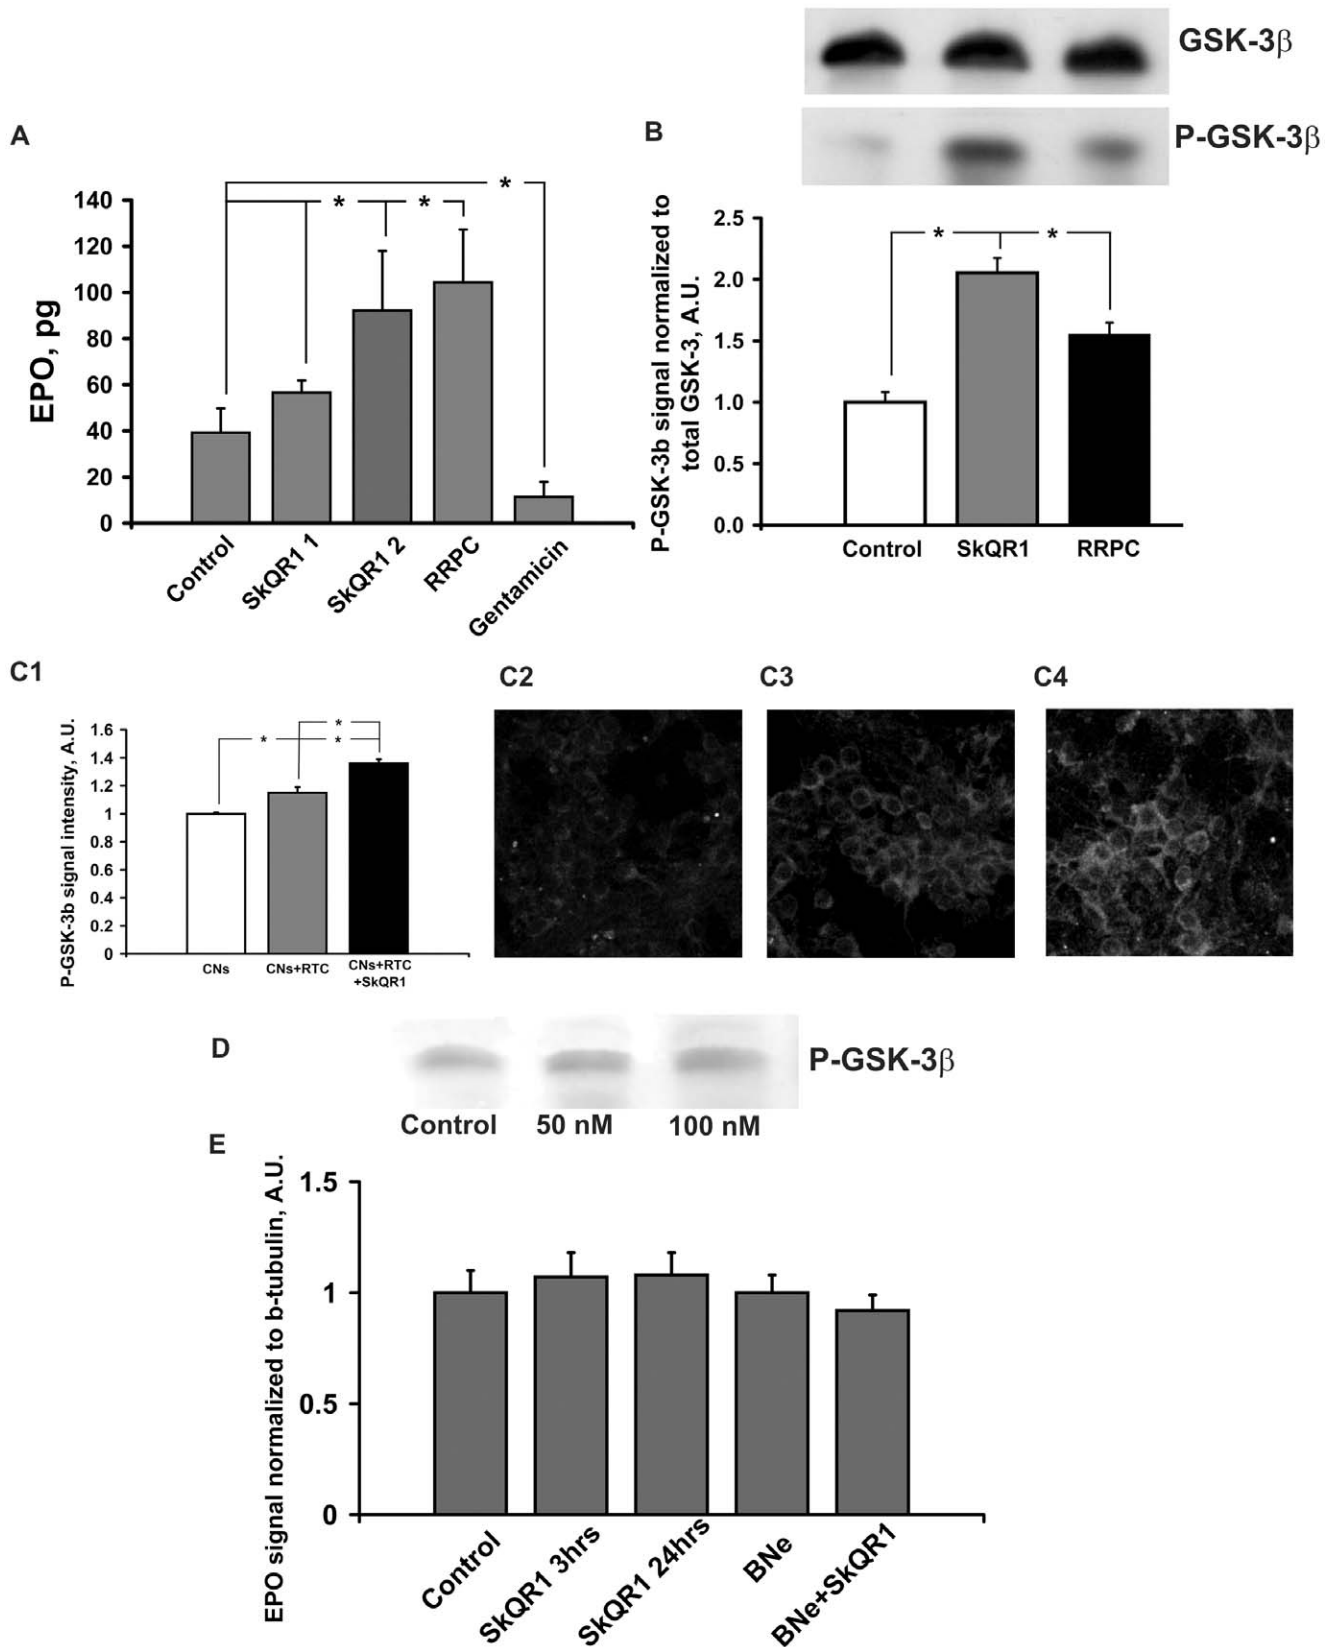 GSK-3β
P-GSK-3β
A
B
EPO, pg
140
120
100
80
60
40
20
0
*
*
*
Control
SkQR1 1
SkQR1 2
RRPC
Gentamicin
P-GSK-3b signal normalized to
total GSK-3, A.U.
2.5
2.0
1.5
1.0
0.5
0.0
*
*
Control
SkQR1
RRPC
C1
P-GSK-3b signal intensity, A.U.
1.6
1.4
1.2
1
0.8
0.6
0.4
0.2
0
*
*
*
CNs
CNs+RTC
CNs+RTC
+SkQR1
C2
C3
C4
D
P-GSK-3β
Control
50 nM
100 nM
E
EPO signal normalized to b-tubulin, A.U.
1.5
1
0.5
0
Control
SkQR1 3hrs
SkQR1 24hrs
BNe
BNe+SkQR1